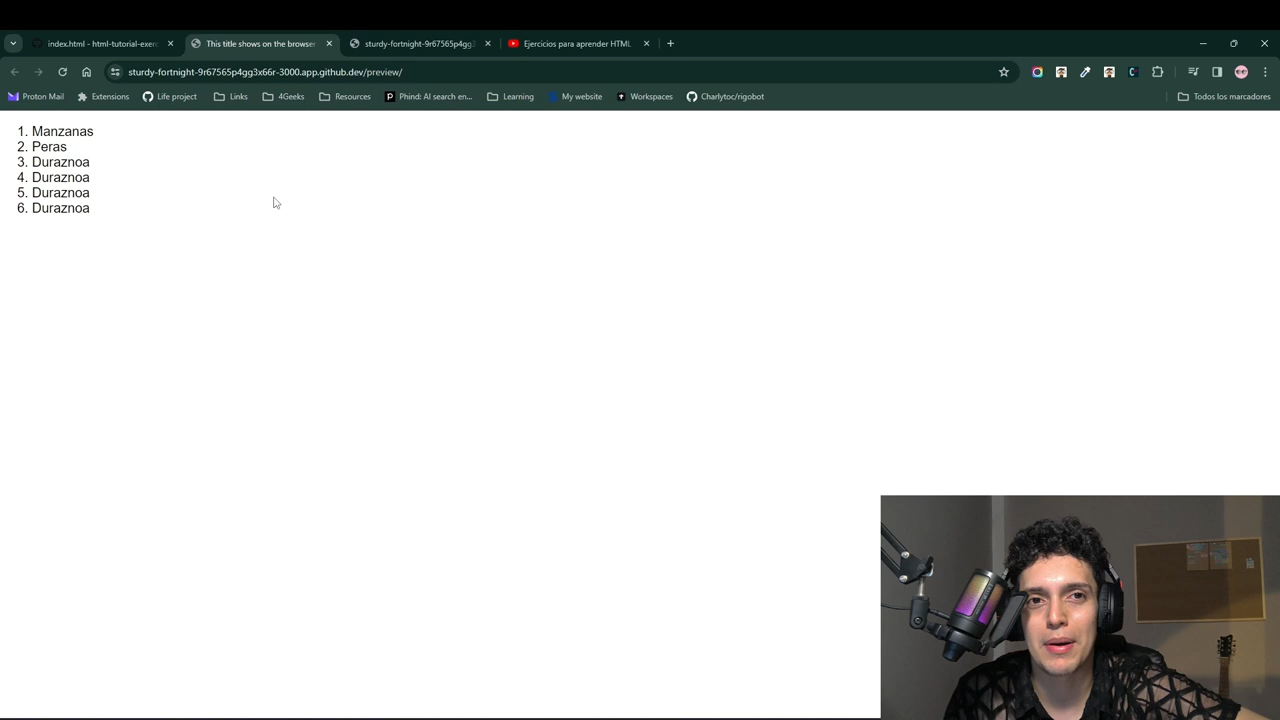 index.html - html-tutorial-exerc
This title shows on the browser
sturdy-fortnight-9r67565p4gg3
Ejercicios para aprender HTML
sturdy-fortnight-9r67565p4gg3x66r-3000.app.github.dev/preview/
Proton Mail
Extensions
Life project
Links
4Geeks
Resources
Phind: AI search en...
Learning
My website
Workspaces
Charlytoc/rigobot
Todos los marcadores
1. Manzanas
2. Peras
3. Duraznoa
4. Duraznoa
5. Duraznoa
6. Duraznoa